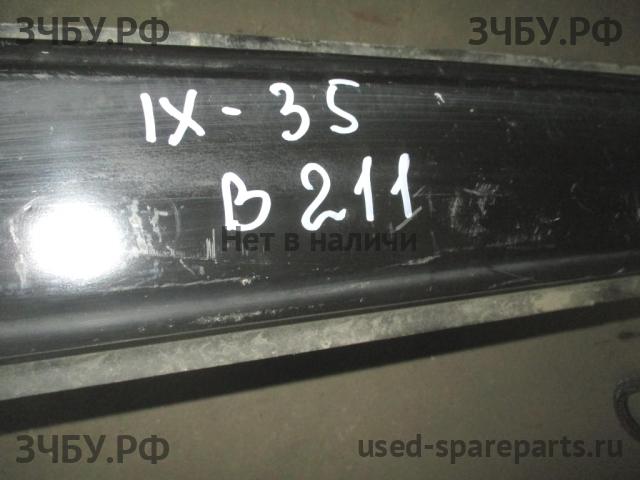 ЗЧБУ.РФ ЗЧБУ.РФ
IX-35
B 211
Нет в наличи
ЗЧБУ.РФ used-spareparts.ru